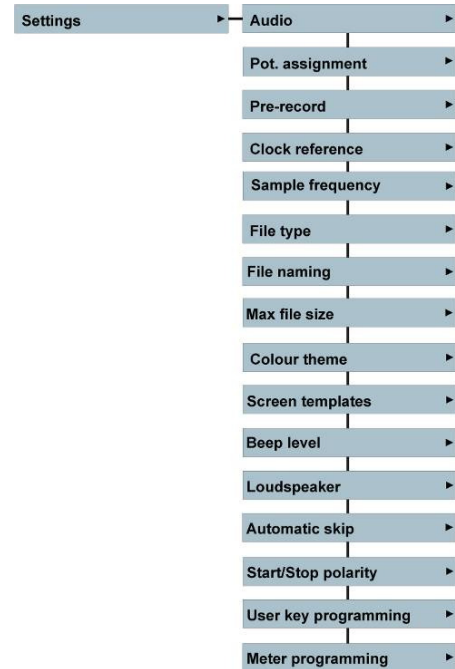 Settings
Audio
Pot. assignment
Pre-record
Clock reference
Sample frequency
File type
File naming
Max file size
Colour theme
Screen templates
Beep level
Loudspeaker
Automatic skip
Start/Stop polarity
User key programming
Meter programming